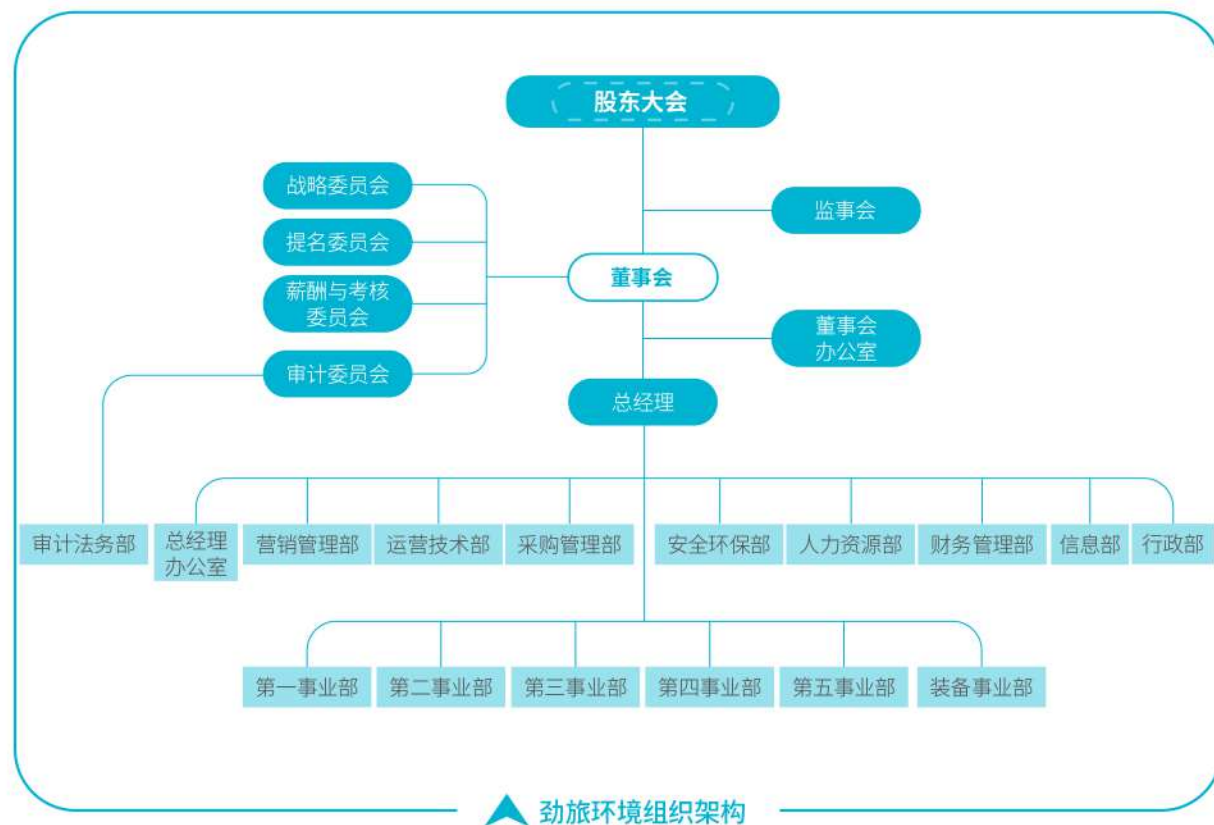 股东大会
战略委员会
监事会
提名委员会
董事会
薪酬与考核
委员会
董事会
办公室
审计委员会
总经理
审计法务部
总经理
办公室
营销管理部
运营技术部
采购管理部
安全环保部
人力资源部
财务管理部
信息部
行政部
第一事业部
第二事业部
第三事业部
第四事业部
第五事业部
装备事业部
劲旅环境组织架构